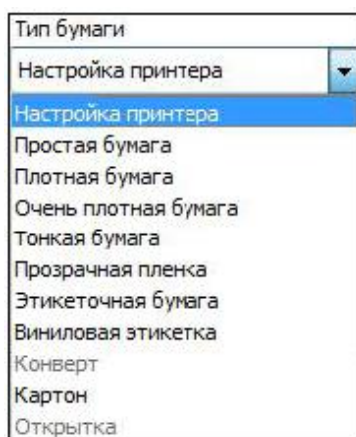 Тип бумаги
Настройка принтера
Настройка принтера
Простая бумага
Плотная бумага
Очень плотная бумага
Тонкая бумага
Прозрачная пленка
Этикеточная бумага
Виниловая этикетка
Конверт
Картон
Открытка